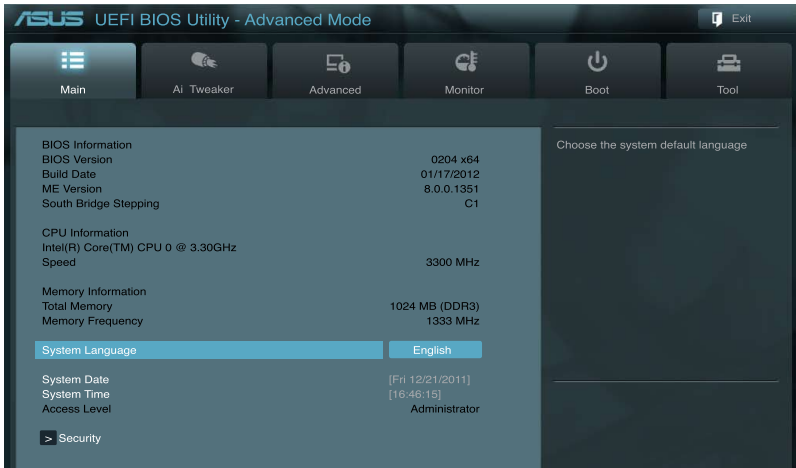 ASUS UEFI BIOS Utility - Advanced Mode
Exit
Main Ai Tweaker Advanced Monitor Boot Tool
BIOS Information
BIOS Version 0204 x64
Build Date 01/17/2012
ME Version 8.0.0.1351
South Bridge Stepping C1
CPU Information
Intel(R) Core(TM) CPU 0 @ 3.30GHz
Speed 3300 MHz
Memory Information
Total Memory 1024 MB (DDR3)
Memory Frequency 1333 MHz
System Language English
System Date [Fri 12/21/2011]
System Time [16:46:15]
Access Level Administrator
> Security
Choose the system default language